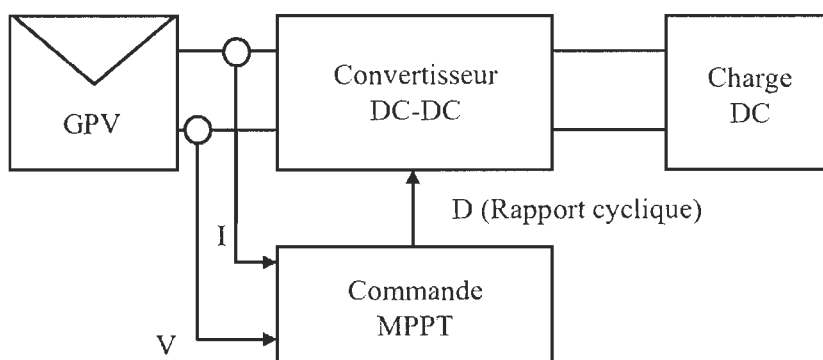 Convertisseur
DC-DC
Charge
DC
GPV
D (Rapport cyclique)
I
Commande
MPPT
V